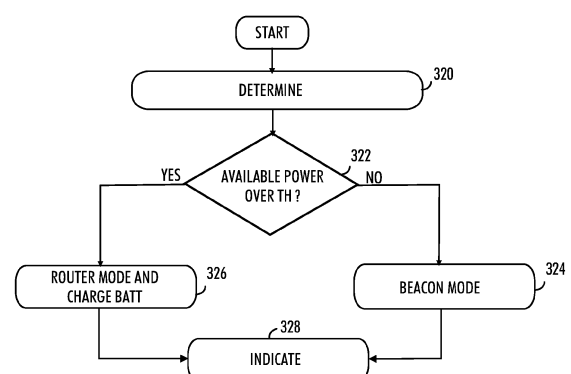 START
DETERMINE
320
322
AVAILABLE POWER
OVER TH ?
YES
NO
ROUTER MODE AND
CHARGE BATT
326
BEACON MODE
324
328
INDICATE